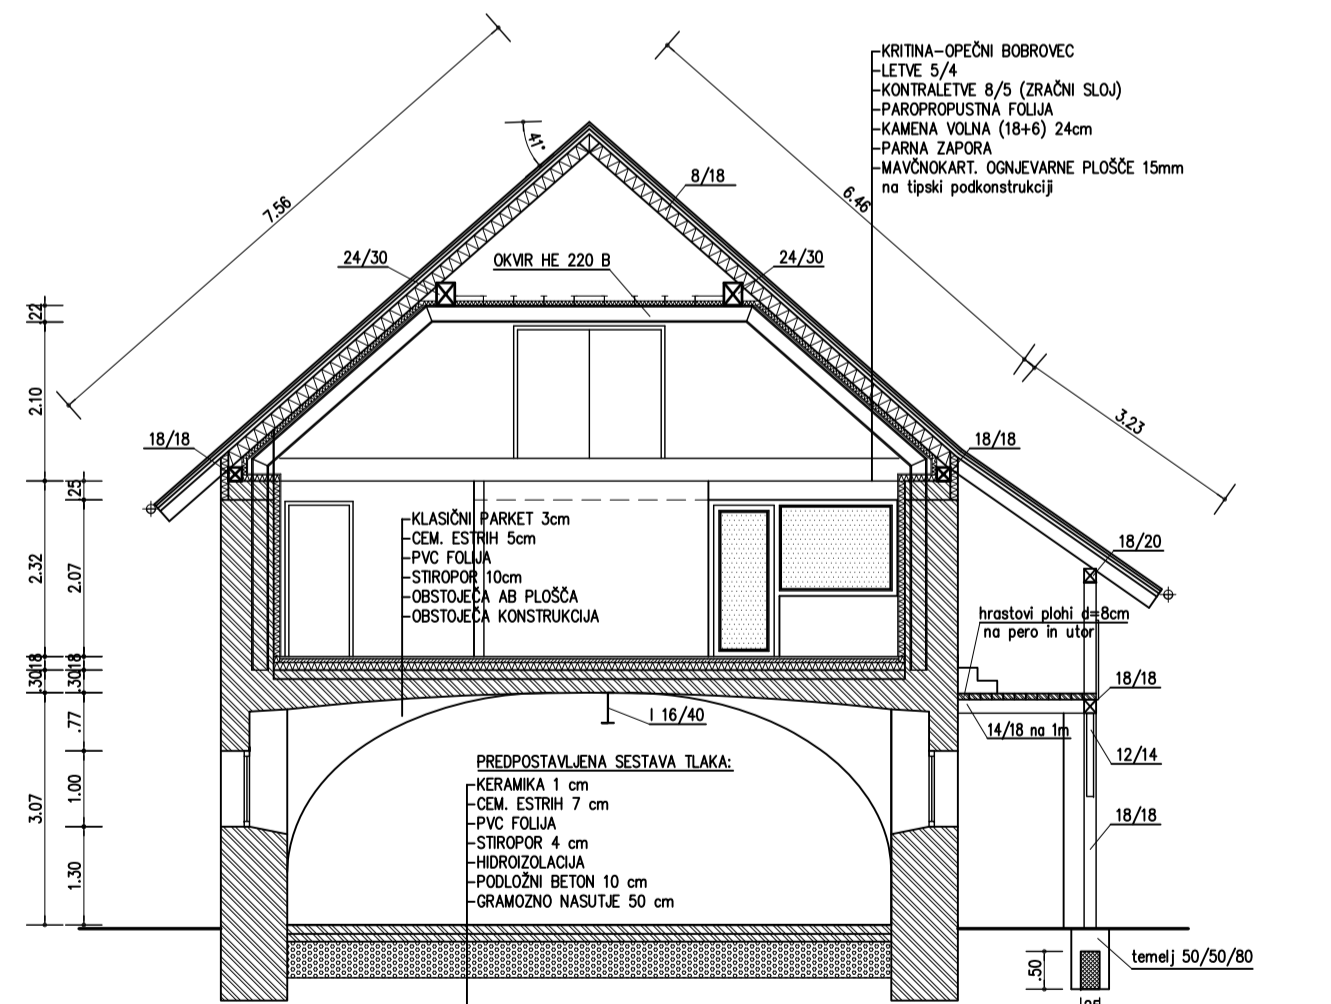 KRITINA-OPEČNI BOBROVEC
LETVE 5/4
KONTRALETVE 8/5 (ZRAČNI SLOJ)
PAROPROPUSTNA FOLIJA
KAMENA VOLNA (18+6) 24cm
PARNA ZAPORA
MAVČNOKART. OGNJEVARNE PLOŠČE 15mm
na tipski podkonstrukciji
41°
7.56
6.46
8/18
24/30
OKVIR HE 220 B
24/30
.22
2.10
3.23
18/18
18/18
.25
KLASIČNI PARKET 3cm
CEM. ESTRIH 5cm
PVC FOLIJA
STIROPOR 10cm
OBSTOJEČA AB PLOŠČA
OBSTOJEČA KONSTRUKCIJA
2.32
2.07
18/20
hrastovi plohi d=8cm
na pero in utor
.18
.18
.30
.30
18/18
I 16/40
14/18 na 1m
.77
12/14
PREDPOSTAVLJENA SESTAVA TLAKA:
KERAMIKA 1 cm
CEM. ESTRIH 7 cm
PVC FOLIJA
STIROPOR 4 cm
HIDROIZOLACIJA
PODLOŽNI BETON 10 cm
GRAMOZNO NASUTJE 50 cm
3.07
1.00
18/18
1.30
.50
temelj 50/50/80